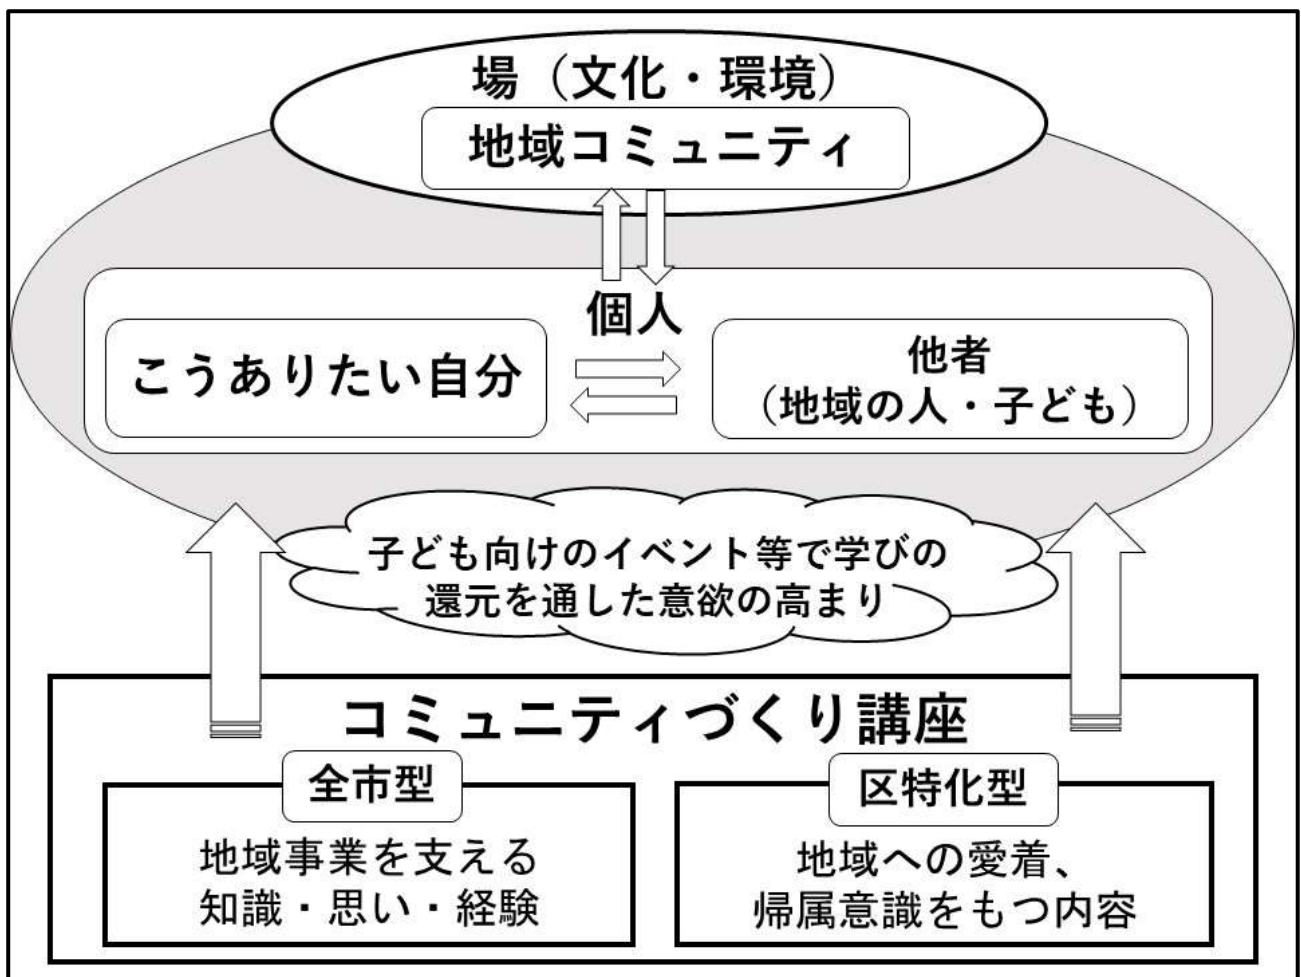 場（文化・環境）
地域コミュニティ
個人
こうありたい自分
他者
（地域の人・子ども）
子ども向けのイベント等で学びの
還元を通した意欲の高まり
コミュニティづくり講座
全市型
地域事業を支える
知識・思い・経験
区特化型
地域への愛着、
帰属意識をもつ内容